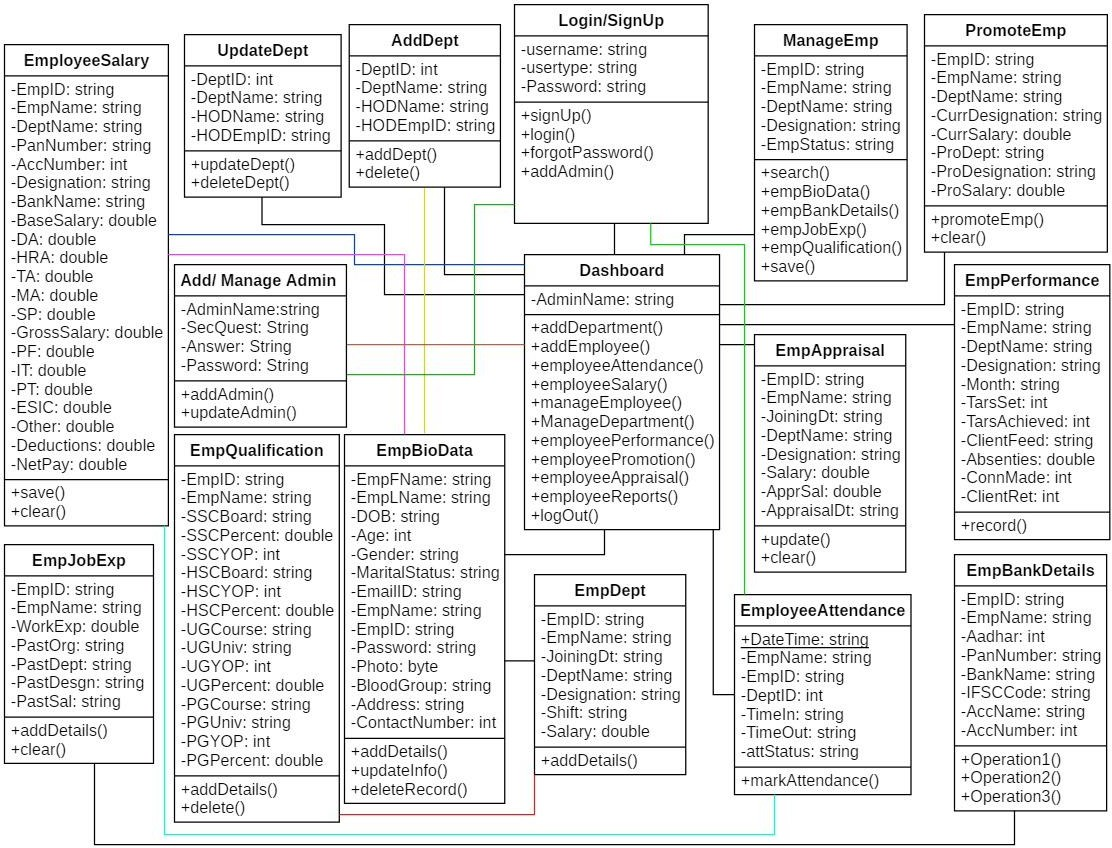 EmployeeSalary
-EmpID: string
-EmpName: string
-DeptName: string
-PanNumber: string
-AccNumber: int
-Designation: string
-BankName: string
-BaseSalary: double
-DA: double
-HRA: double
-TA: double
-MA: double
-SP: double
-GrossSalary: double
-PF: double
-IT: double
-PT: double
-ESIC: double
-Other: double
-Deductions: double
-NetPay: double
+save()
+clear()
UpdateDept
-DeptID: int
-DeptName: string
-HODName: string
-HODEmpID: string
+updateDept()
+deleteDept()
AddDept
-DeptID: int
-DeptName: string
-HODName: string
-HODEmpID: string
+addDept()
+delete()
Login/SignUp
-username: string
-usertype: string
-Password: string
+signUp()
+login()
+forgotPassword()
+addAdmin()
ManageEmp
-EmpID: string
-EmpName: string
-DeptName: string
-Designation: string
-EmpStatus: string
+search()
+empBioData()
+empBankDetails()
+empJobExp()
+empQualification()
+save()
PromoteEmp
-EmpID: string
-EmpName: string
-DeptName: string
-CurrDesignation: string
-CurrSalary: double
-ProDept: string
-ProDesignation: string
-ProSalary: double
+promoteEmp()
+clear()
Add/ Manage Admin
-AdminName:string
-SecQuest: String
-Answer: String
-Password: String
+addAdmin()
+updateAdmin()
Dashboard
-AdminName: string
+addDepartment()
+addEmployee()
+employeeAttendance()
+employeeSalary()
+manageEmployee()
+ManageDepartment()
+employeePerformance()
+employeePromotion()
+employeeAppraisal()
+employeeReports()
+logOut()
EmpAppraisal
-EmpID: string
-EmpName: string
-JoiningDt: string
-DeptName: string
-Designation: string
-Salary: double
-ApprSal: double
-AppraisalDt: string
+update()
+clear()
EmpPerformance
-EmpID: string
-EmpName: string
-DeptName: string
-Designation: string
-Month: string
-TarsSet: int
-TarsAchieved: int
-ClientFeed: string
-Absenties: double
-ConnMade: int
-ClientRet: int
+record()
EmpJobExp
-EmpID: string
-EmpName: string
-WorkExp: double
-PastOrg: string
-PastDept: string
-PastDesgn: string
-PastSal: string
+addDetails()
+clear()
EmpQualification
-EmpID: string
-EmpName: string
-SSCBoard: string
-SSCPercent: double
-SSCYOP: int
-HSCBoard: string
-HSCYOP: int
-HSCPercent: double
-UGCourse: string
-UGUniv: string
-UGYOP: int
-UGPercent: double
-PGCourse: string
-PGUniv: string
-PGYOP: int
-PGPercent: double
+addDetails()
+delete()
EmpBioData
-EmpFName: string
-EmpLName: string
-DOB: string
-Age: int
-Gender: string
-MaritalStatus: string
-EmailID: string
-EmpName: string
-EmpID: string
-Password: string
-Photo: byte
-BloodGroup: string
-Address: string
-ContactNumber: int
+addDetails()
+updateInfo()
+deleteRecord()
EmpDept
-EmpID: string
-EmpName: string
-JoiningDt: string
-DeptName: string
-Designation: string
-Shift: string
-Salary: double
+addDetails()
EmployeeAttendance
+DateTime: string
-EmpName: string
-EmpID: string
-DeptID: int
-TimeIn: string
-TimeOut: string
-attStatus: string
+markAttendance()
EmpBankDetails
-EmpID: string
-EmpName: string
-Aadhar: int
-PanNumber: string
-BankName: string
-IFSCCode: string
-AccName: string
-AccNumber: int
+Operation1()
+Operation2()
+Operation3()